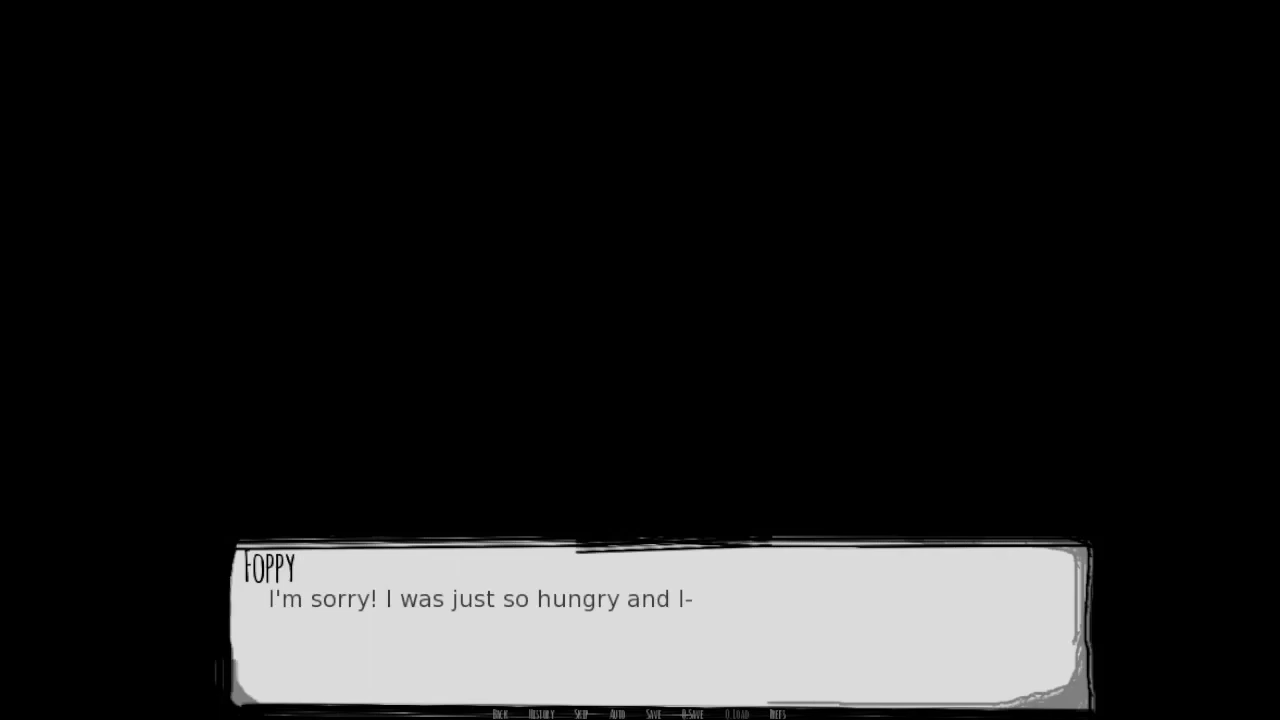 FOPPY
I'm sorry! I was just so hungry and I-
BACK HISTORY SKIP AUTO SAVE Q.SAVE Q.LOAD PREFS